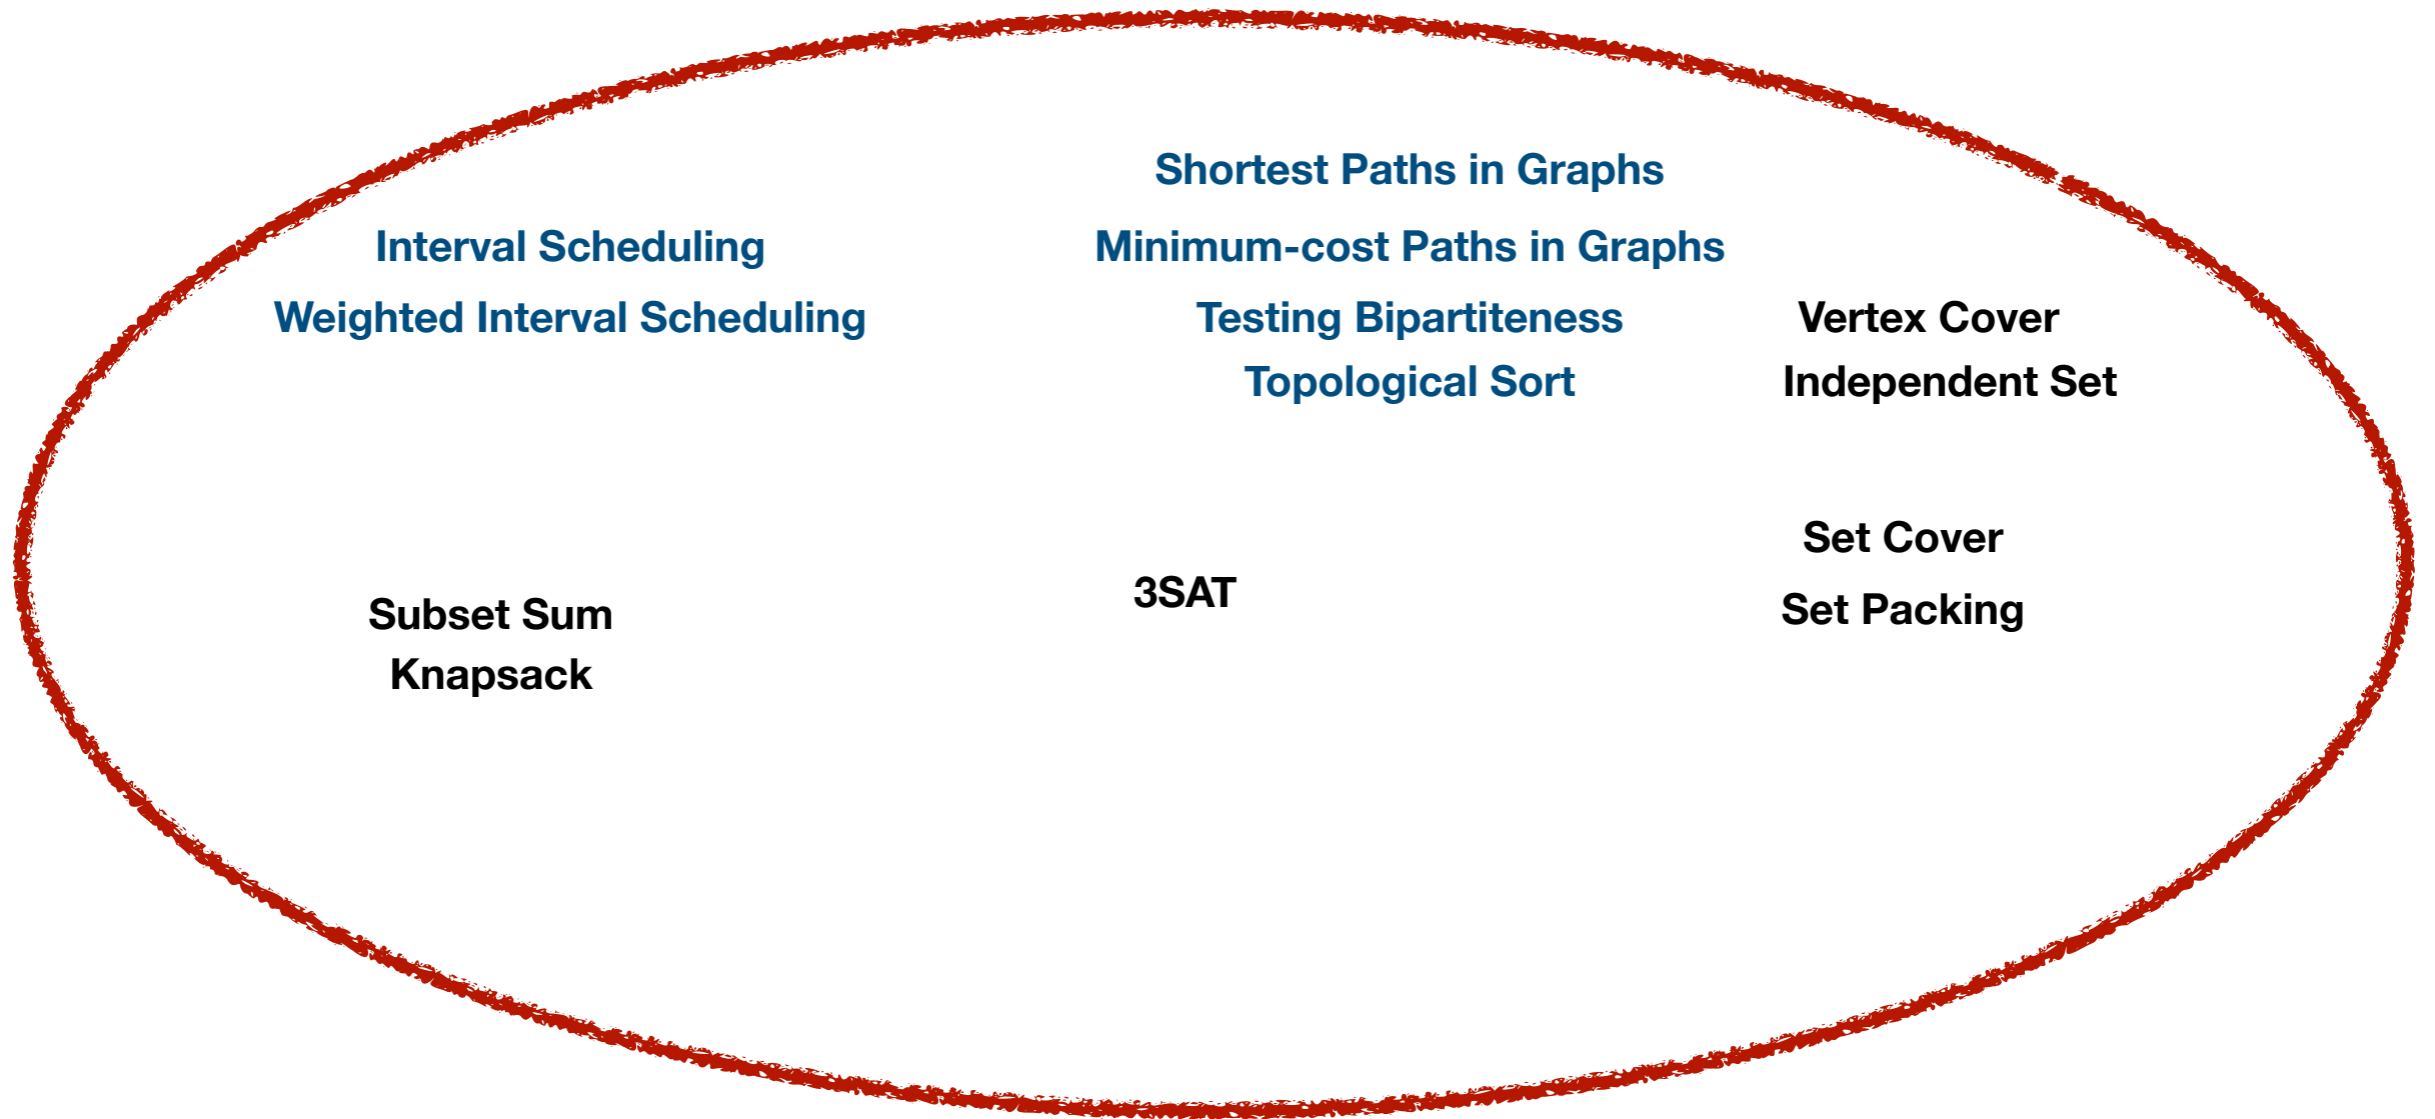 Shortest Paths in Graphs
Interval Scheduling
Minimum-cost Paths in Graphs
Weighted Interval Scheduling
Testing Bipartiteness
Vertex Cover
Topological Sort
Independent Set
Set Cover
3SAT
Subset Sum
Set Packing
Knapsack